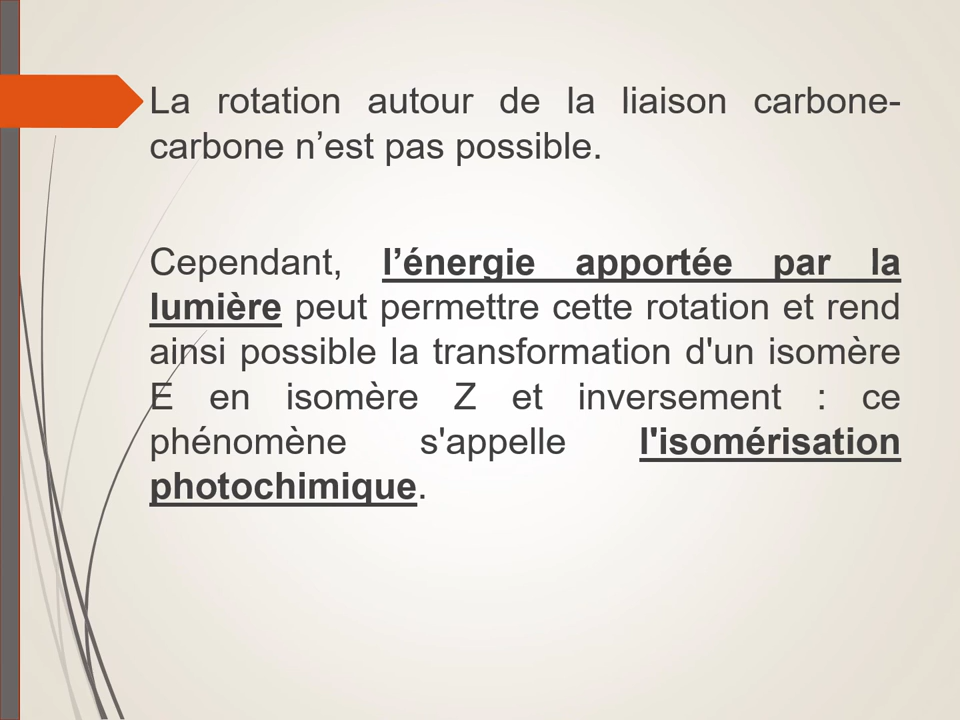 La rotation autour de la liaison carbone-
carbone n’est pas possible.
Cependant, l’énergie apportée par la
lumière peut permettre cette rotation et rend
ainsi possible la transformation d'un isomère
E en isomère Z et inversement : ce
phénomène s'appelle l'isomérisation
photochimique.